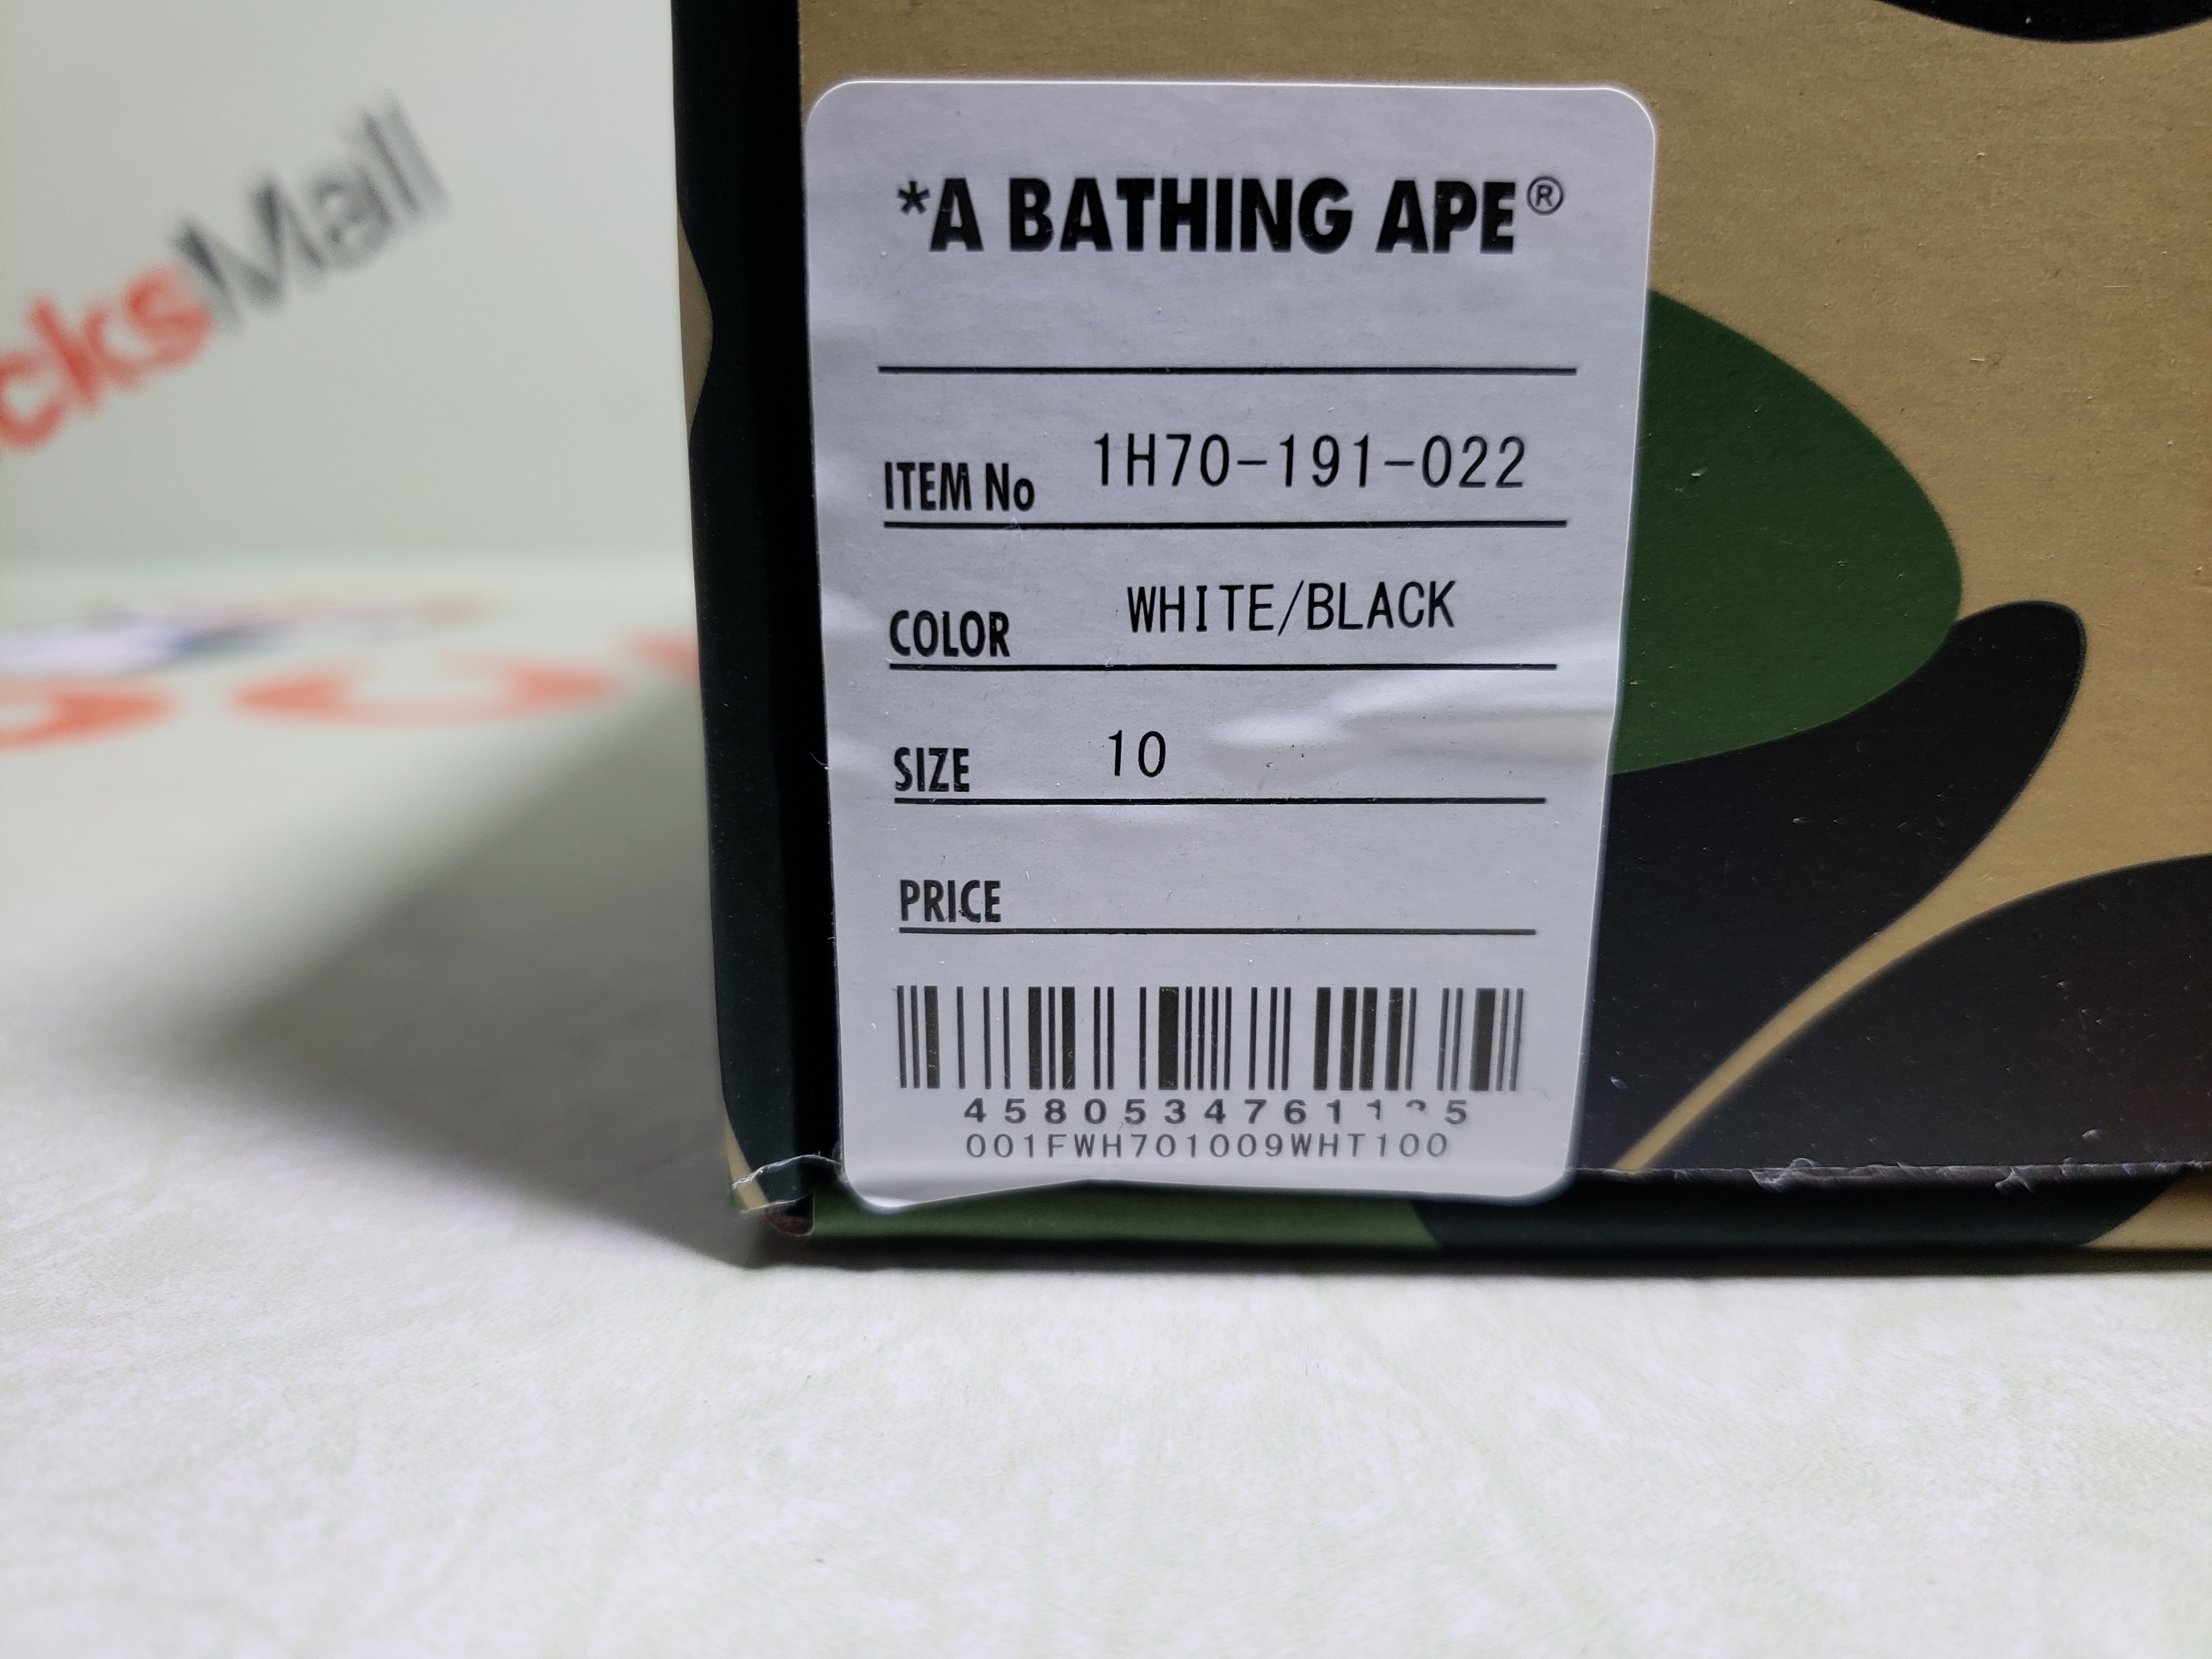 cksMall
*A BATHING APE®
ITEM No 1H70-191-022
COLOR WHITE/BLACK
SIZE 10
PRICE
001FWH701009WHT100